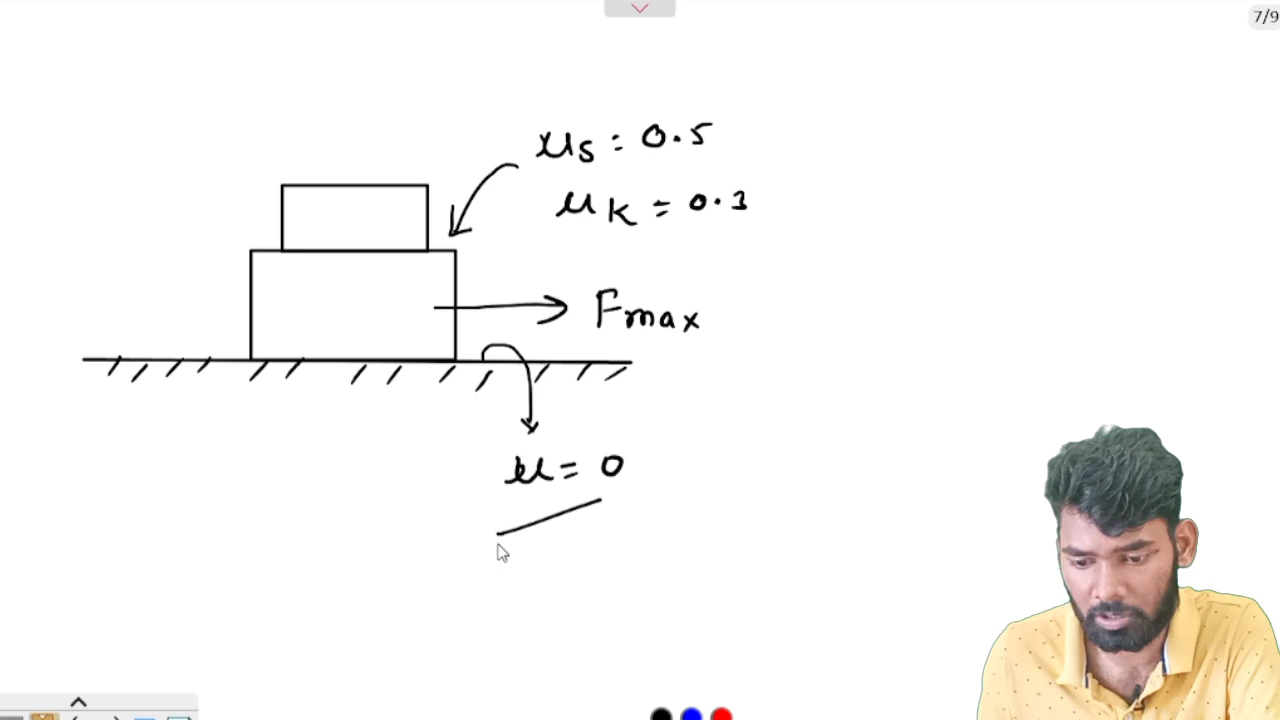 7/9
μs = 0.5
μk = 0.3
Fmax
μ = 0